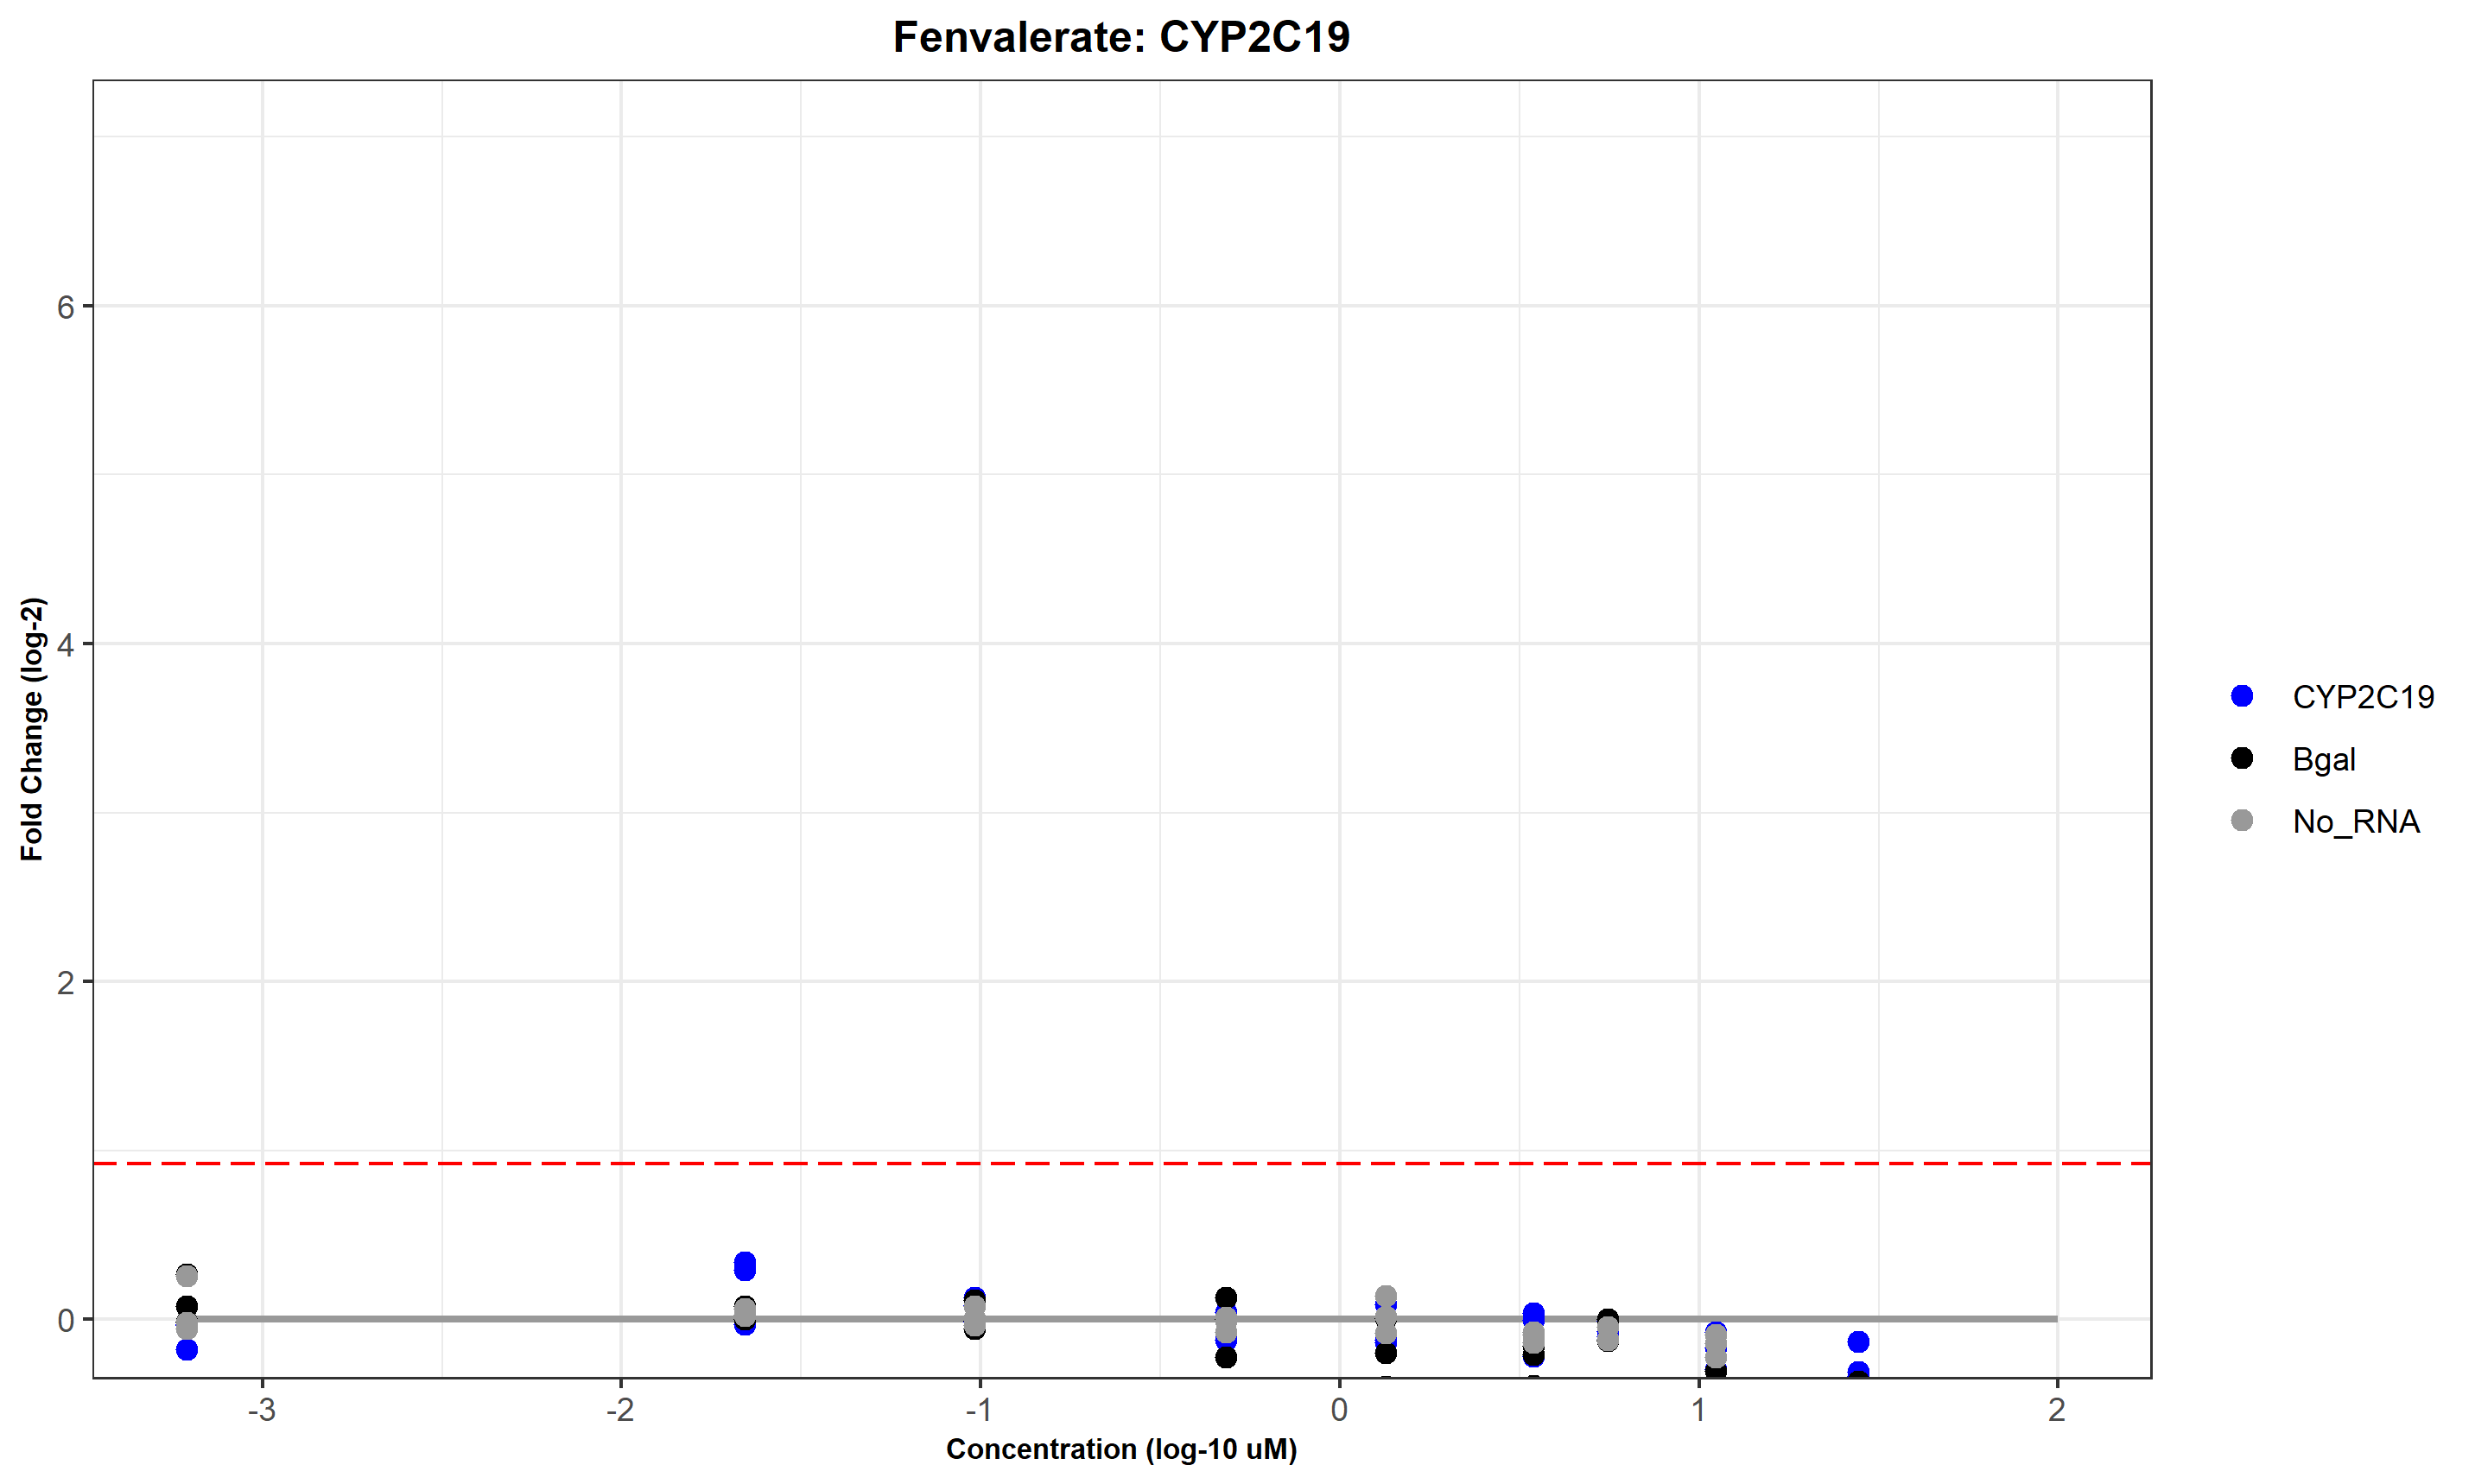 Fenvalerate: CYP2C19
Fold Change (log-2)
6
4
2
0
-3
-2
-1
0
1
2
Concentration (log-10 uM)
CYP2C19
Bgal
No_RNA